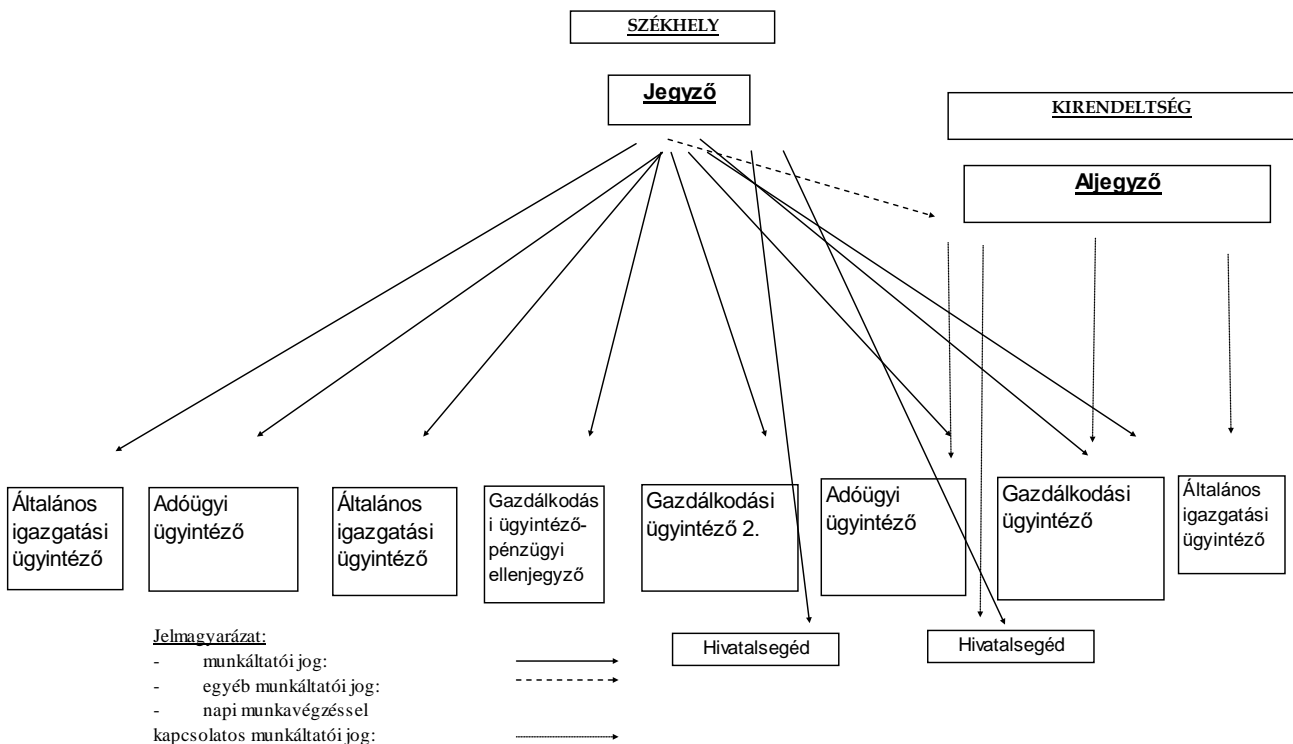 SZÉKHELY
Jegyző
KIRENDELTSÉG
Aljegyző
Általános
igazgatási
ügyintéző
Adóügyi
ügyintéző
Általános
igazgatási
ügyintéző
Gazdálkodás
i ügyintéző-
pénzügyi
ellenjegyző
Gazdálkodási
ügyintéző 2.
Adóügyi
ügyintéző
Gazdálkodási
ügyintéző
Általános
igazgatási
ügyintéző
Hivatalsegéd
Hivatalsegéd
Jelmagyarázat:
- munkáltatói jog:
- egyéb munkáltatói jog:
- napi munkavégzéssel
kapcsolatos munkáltatói jog: